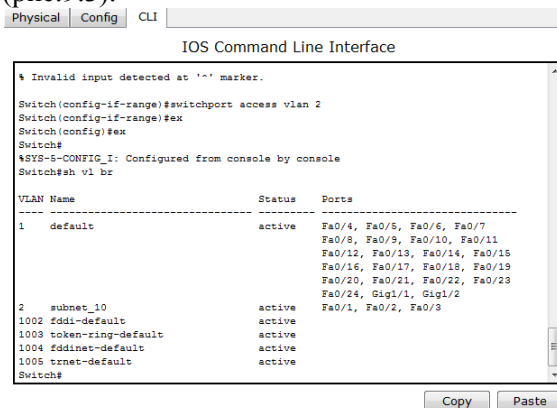 (рис.9.3).
Physical Config CLI
IOS Command Line Interface
% Invalid input detected at '^' marker.
Switch(config-if-range)#switchport access vlan 2
Switch(config-if-range)#ex
Switch(config)#ex
Switch#
%SYS-5-CONFIG_I: Configured from console by console
Switch#sh vl br
VLAN Name Status Ports
---- -------------------------------- --------- -------------------------------
1 default active Fa0/4, Fa0/5, Fa0/6, Fa0/7
Fa0/8, Fa0/9, Fa0/10, Fa0/11
Fa0/12, Fa0/13, Fa0/14, Fa0/15
Fa0/16, Fa0/17, Fa0/18, Fa0/19
Fa0/20, Fa0/21, Fa0/22, Fa0/23
Fa0/24, Gig1/1, Gig1/2
2 subnet_10 active Fa0/1, Fa0/2, Fa0/3
1002 fddi-default active
1003 token-ring-default active
1004 fddinet-default active
1005 trnet-default active
Switch#
Copy Paste